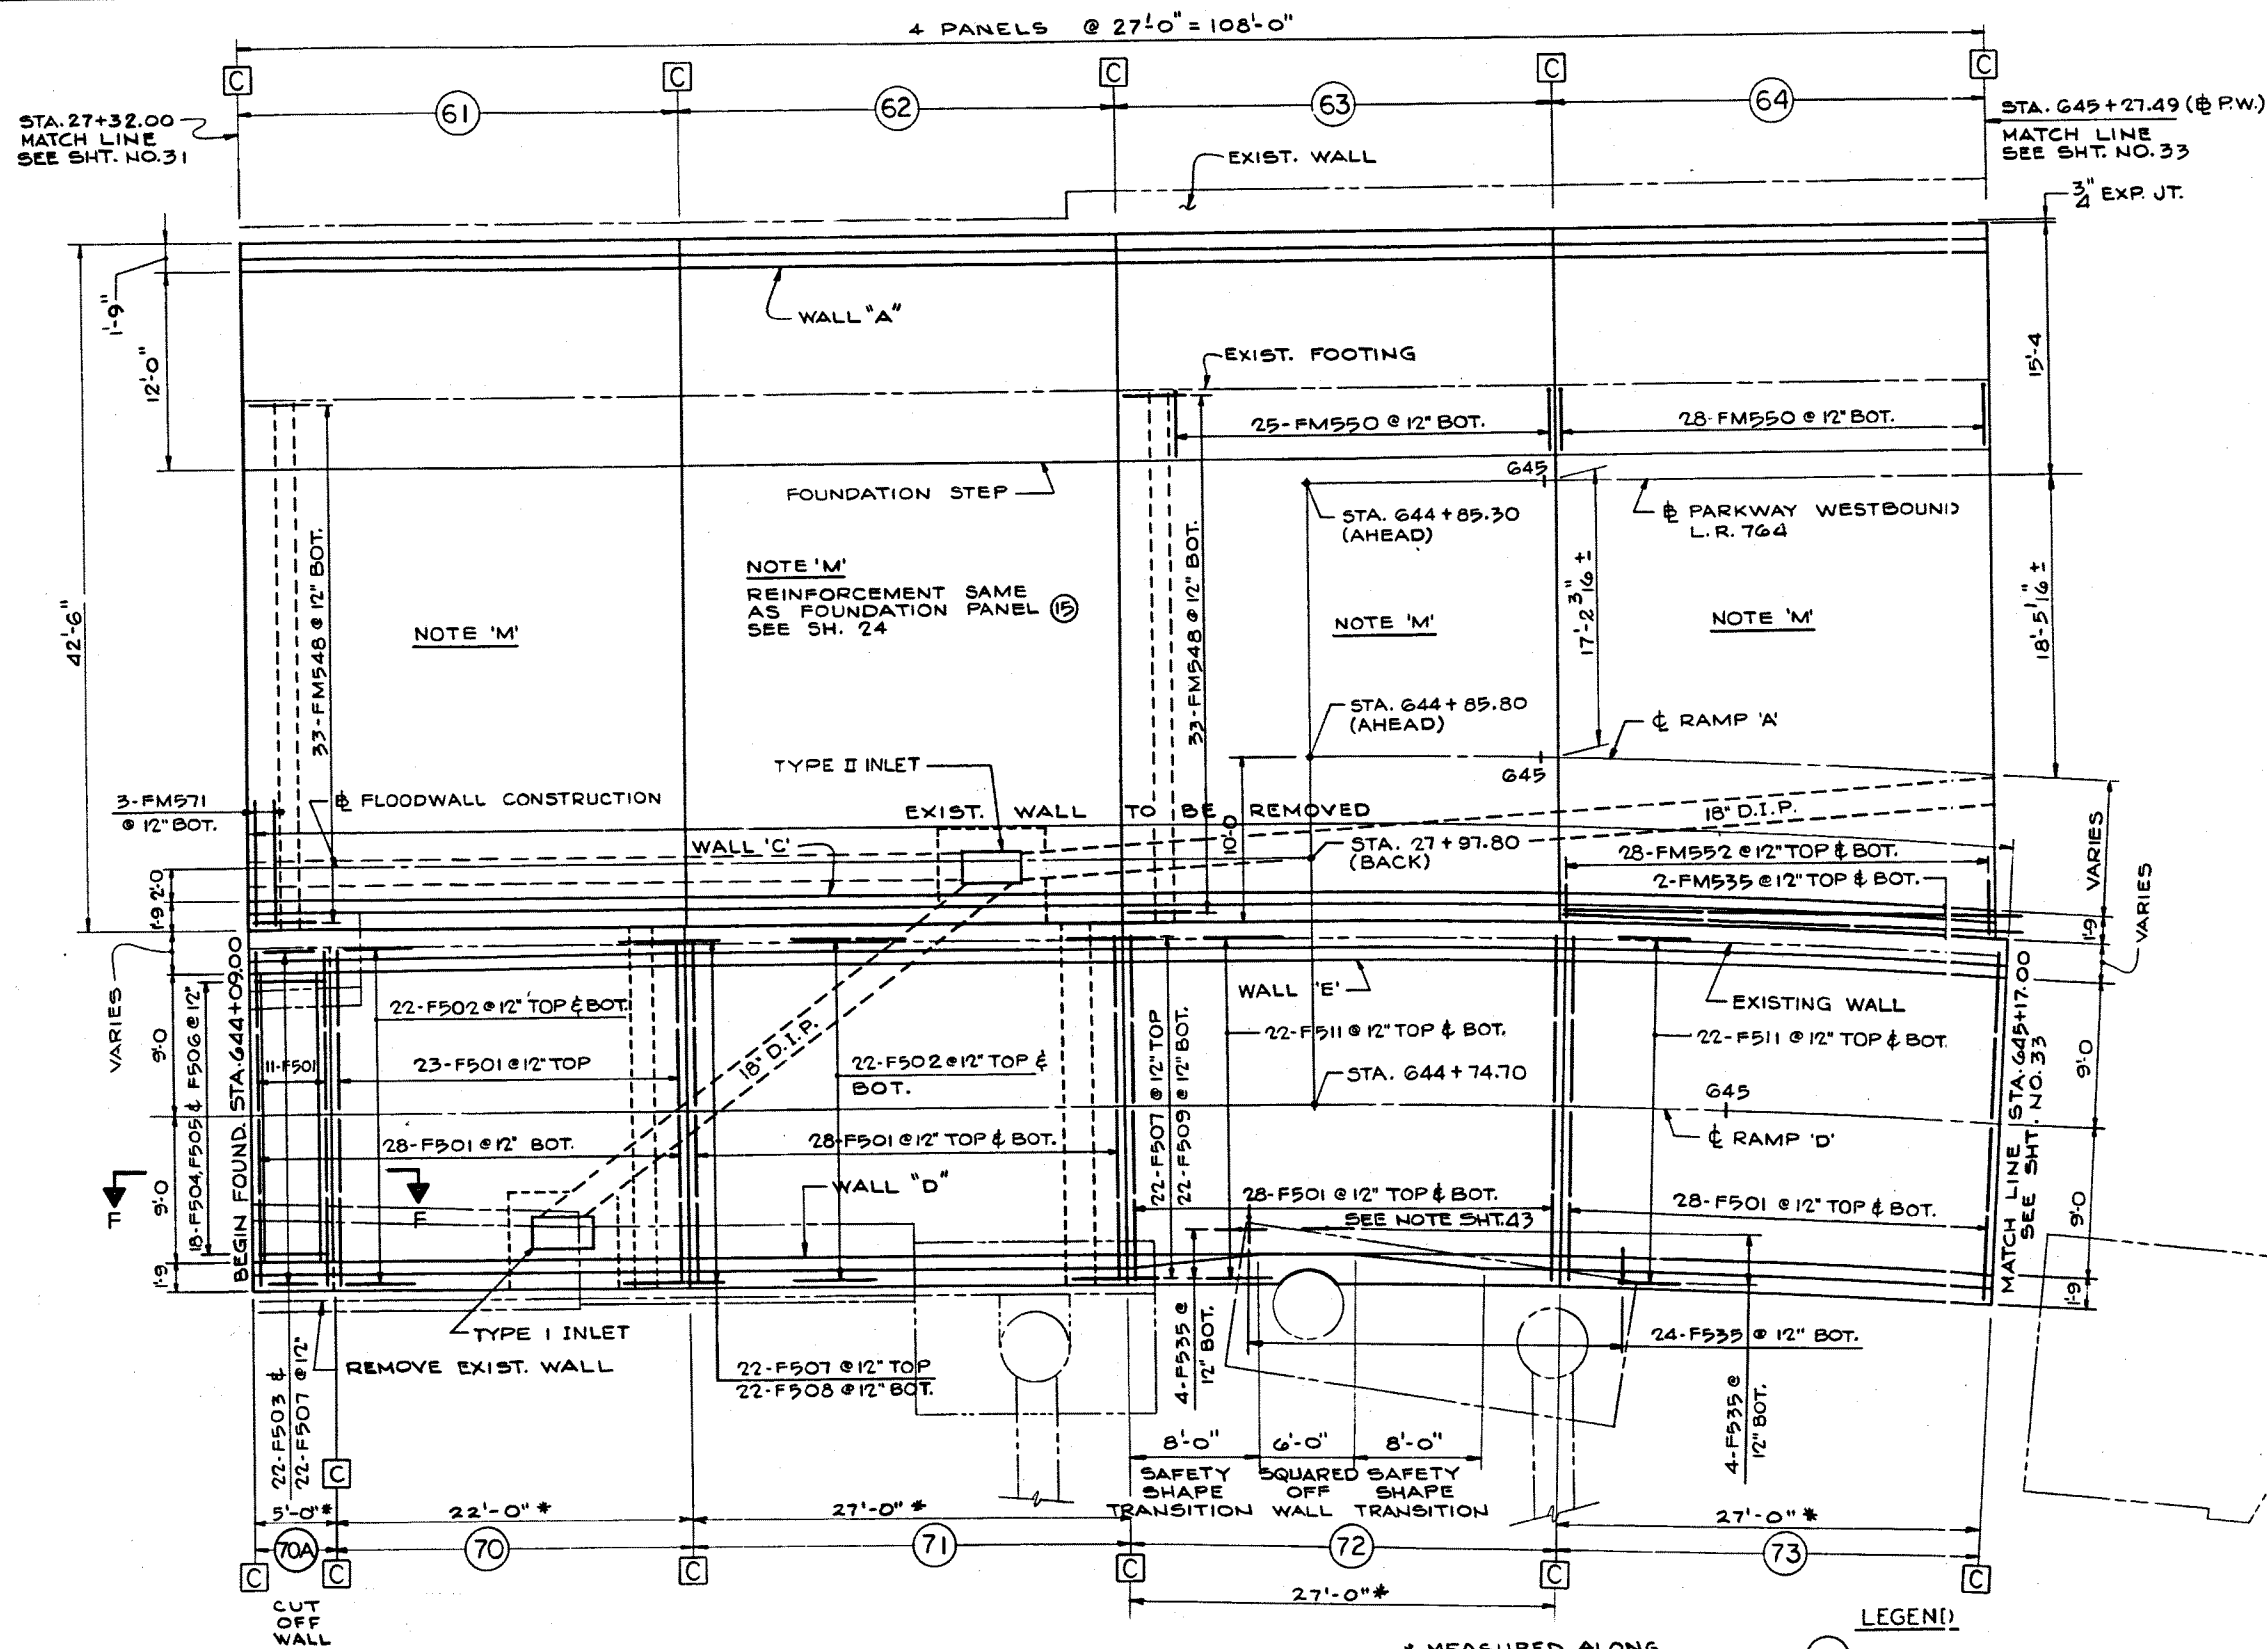 4 PANELS @ 27'-0" = 108'-0"
C
C
C
C
C
61
62
63
64
STA. 27+32.00
MATCH LINE
SEE SHT. NO. 31
STA. 645+27.49 (℄ P.W.)
MATCH LINE
SEE SHT. NO. 33
EXIST. WALL
3/4" EXP. JT.
1'-9"
12'-0"
42'-6"
WALL "A"
EXIST. FOOTING
15'-4
25-FM550 @ 12" BOT.
28-FM550 @ 12" BOT.
FOUNDATION STEP
645
STA. 644+85.30
(AHEAD)
℄ PARKWAY WESTBOUND
L.R. 764
33-FM548 @ 12" BOT.
33-FM548 @ 12" BOT.
NOTE 'M'
NOTE 'M'
REINFORCEMENT SAME
AS FOUNDATION PANEL 15
SEE SH. 24
NOTE 'M'
NOTE 'M'
17'-2 3/16" ±
18'-5 1/16" ±
STA. 644+85.80
(AHEAD)
℄ RAMP 'A'
645
TYPE II INLET
3-FM571
@ 12" BOT.
℄ FLOODWALL CONSTRUCTION
EXIST. WALL TO BE REMOVED
10'-0
18" D.I.P.
WALL 'C'
STA. 27+97.80
(BACK)
28-FM552 @ 12" TOP & BOT.
2-FM535 @ 12" TOP & BOT.
VARIES
VARIES
1'-9
2'-0
1'-9
VARIES
9'-0
9'-0
1'-9
18-F504, F505 & F506 @ 12"
BEGIN FOUND. STA. 644+09.00
11-F501
22-F502 @ 12" TOP & BOT.
23-F501 @ 12" TOP
28-F501 @ 12" BOT.
18" D.I.P.
22-F502 @ 12" TOP &
BOT.
28-F501 @ 12" TOP & BOT.
WALL "D"
WALL 'E'
22-F507 @ 12" TOP
22-F509 @ 12" BOT.
22-F511 @ 12" TOP & BOT.
STA. 644+74.70
EXISTING WALL
22-F511 @ 12" TOP & BOT.
645
℄ RAMP 'D'
28-F501 @ 12" TOP & BOT.
SEE NOTE SHT. 43
28-F501 @ 12" TOP & BOT.
MATCH LINE STA. 645+17.00
SEE SHT. NO. 33
9'-0
9'-0
1'-9
F
F
TYPE I INLET
REMOVE EXIST. WALL
22-F503 &
22-F507 @ 12"
22-F507 @ 12" TOP
22-F508 @ 12" BOT.
4-F535 @
12" BOT.
24-F535 @ 12" BOT.
4-F535 @
12" BOT.
8'-0"
6'-0"
8'-0"
SAFETY
SHAPE
TRANSITION
SQUARED
OFF
WALL
SAFETY
SHAPE
TRANSITION
C
5'-0" *
22'-0" *
27'-0" *
27'-0" *
70A
70
71
72
73
C
C
C
C
C
C
27'-0" *
CUT
OFF
WALL
LEGEND
* MEASURED ALONG